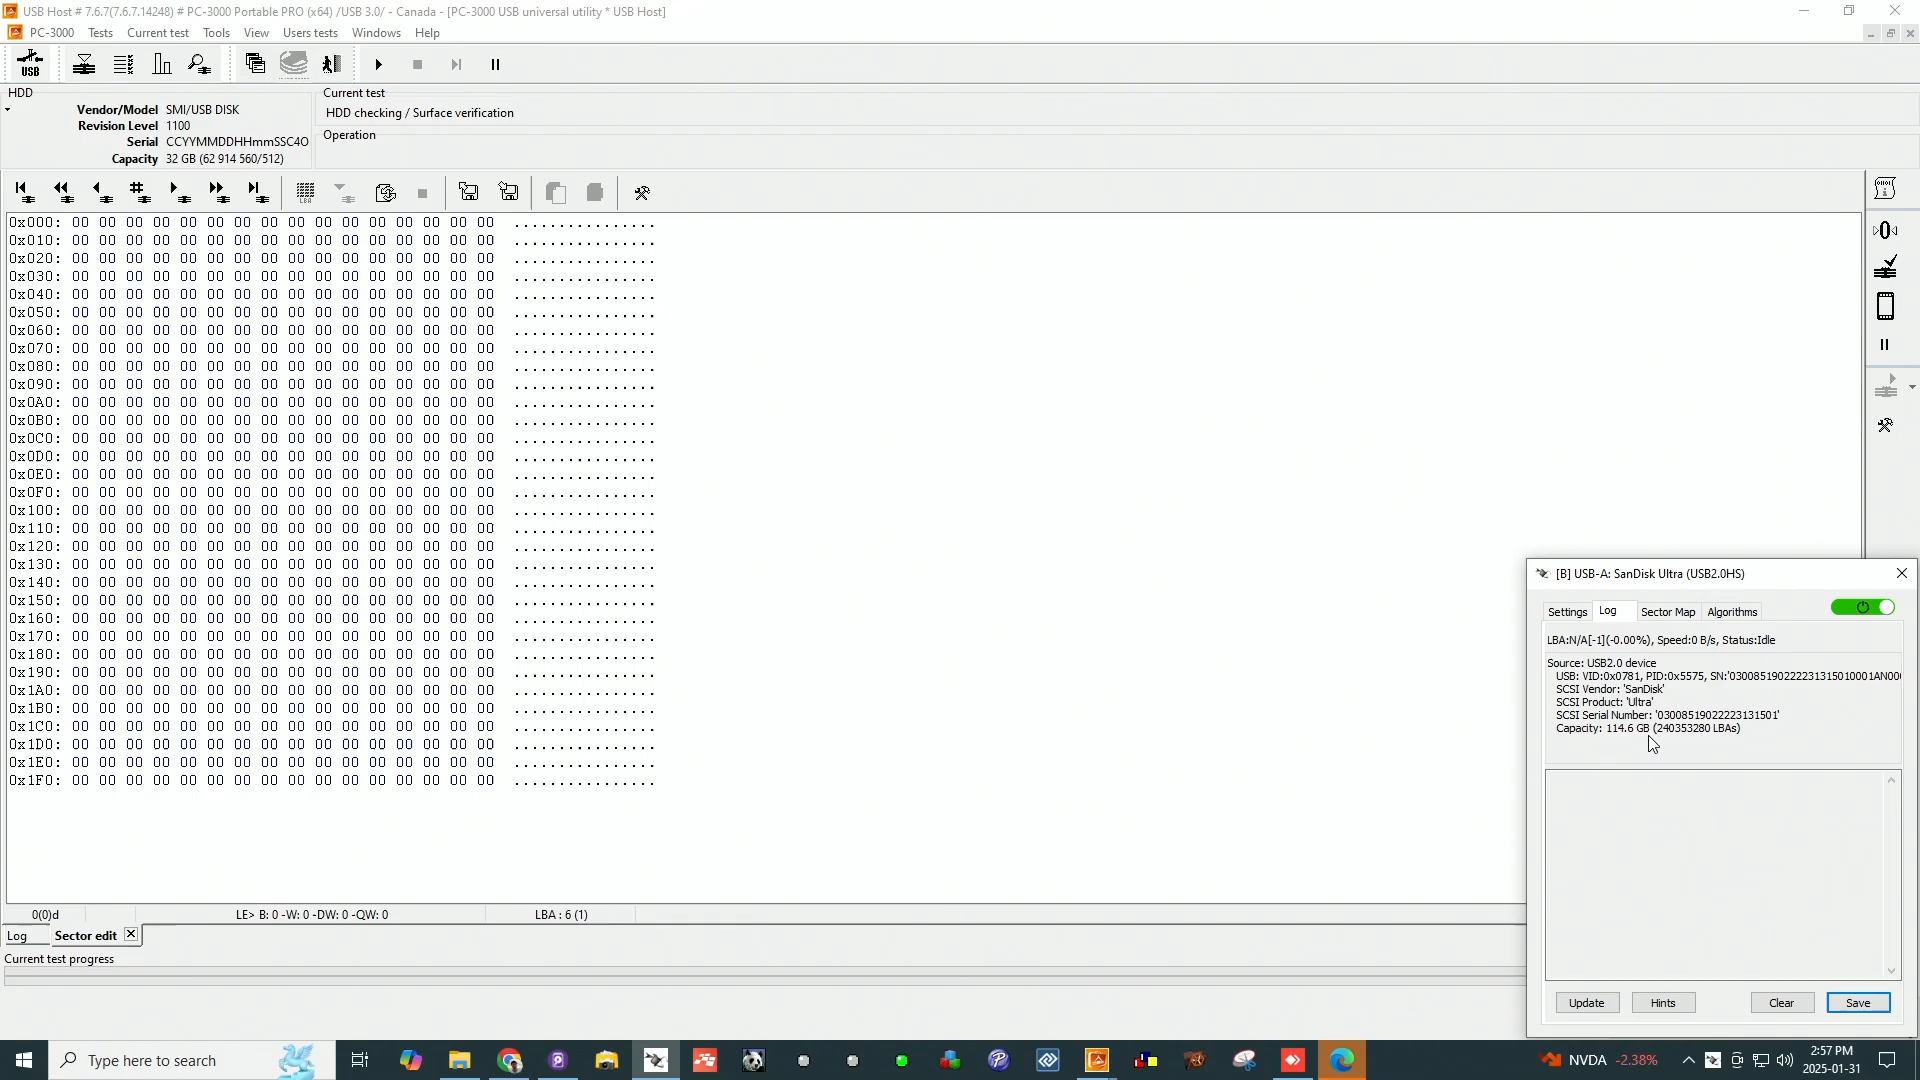 USB Host # 7.6.7(7.6.7.14248) # PC-3000 Portable PRO (x64) /USB 3.0/ - Canada - [PC-3000 USB universal utility * USB Host]
PC-3000 Tests Current test Tools View Users tests Windows Help
USB
HDD
Vendor/Model SMI/USB DISK
Revision Level 1100
Serial CCYYMMDDHHmmSSC4O
Capacity 32 GB (62 914 560/512)
Current test
HDD checking / Surface verification
Operation
LBA
0x000: 00 00 00 00 00 00 00 00 00 00 00 00 00 00 00 00 ................
0x010: 00 00 00 00 00 00 00 00 00 00 00 00 00 00 00 00 ................
0x020: 00 00 00 00 00 00 00 00 00 00 00 00 00 00 00 00 ................
0x030: 00 00 00 00 00 00 00 00 00 00 00 00 00 00 00 00 ................
0x040: 00 00 00 00 00 00 00 00 00 00 00 00 00 00 00 00 ................
0x050: 00 00 00 00 00 00 00 00 00 00 00 00 00 00 00 00 ................
0x060: 00 00 00 00 00 00 00 00 00 00 00 00 00 00 00 00 ................
0x070: 00 00 00 00 00 00 00 00 00 00 00 00 00 00 00 00 ................
0x080: 00 00 00 00 00 00 00 00 00 00 00 00 00 00 00 00 ................
0x090: 00 00 00 00 00 00 00 00 00 00 00 00 00 00 00 00 ................
0x0A0: 00 00 00 00 00 00 00 00 00 00 00 00 00 00 00 00 ................
0x0B0: 00 00 00 00 00 00 00 00 00 00 00 00 00 00 00 00 ................
0x0C0: 00 00 00 00 00 00 00 00 00 00 00 00 00 00 00 00 ................
0x0D0: 00 00 00 00 00 00 00 00 00 00 00 00 00 00 00 00 ................
0x0E0: 00 00 00 00 00 00 00 00 00 00 00 00 00 00 00 00 ................
0x0F0: 00 00 00 00 00 00 00 00 00 00 00 00 00 00 00 00 ................
0x100: 00 00 00 00 00 00 00 00 00 00 00 00 00 00 00 00 ................
0x110: 00 00 00 00 00 00 00 00 00 00 00 00 00 00 00 00 ................
0x120: 00 00 00 00 00 00 00 00 00 00 00 00 00 00 00 00 ................
0x130: 00 00 00 00 00 00 00 00 00 00 00 00 00 00 00 00 ................
0x140: 00 00 00 00 00 00 00 00 00 00 00 00 00 00 00 00 ................
0x150: 00 00 00 00 00 00 00 00 00 00 00 00 00 00 00 00 ................
0x160: 00 00 00 00 00 00 00 00 00 00 00 00 00 00 00 00 ................
0x170: 00 00 00 00 00 00 00 00 00 00 00 00 00 00 00 00 ................
0x180: 00 00 00 00 00 00 00 00 00 00 00 00 00 00 00 00 ................
0x190: 00 00 00 00 00 00 00 00 00 00 00 00 00 00 00 00 ................
0x1A0: 00 00 00 00 00 00 00 00 00 00 00 00 00 00 00 00 ................
0x1B0: 00 00 00 00 00 00 00 00 00 00 00 00 00 00 00 00 ................
0x1C0: 00 00 00 00 00 00 00 00 00 00 00 00 00 00 00 00 ................
0x1D0: 00 00 00 00 00 00 00 00 00 00 00 00 00 00 00 00 ................
0x1E0: 00 00 00 00 00 00 00 00 00 00 00 00 00 00 00 00 ................
0x1F0: 00 00 00 00 00 00 00 00 00 00 00 00 00 00 00 00 ................
0(0)d LE> B: 0 -W: 0 -DW: 0 -QW: 0 LBA : 6 (1)
Log Sector edit
Current test progress
[B] USB-A: SanDisk Ultra (USB2.0HS)
Settings Log Sector Map Algorithms
LBA:N/A[-1](-0.00%), Speed:0 B/s, Status:Idle
Source: USB2.0 device
USB: VID:0x0781, PID:0x5575, SN:'03008519022223131501​0001AN00
SCSI Vendor: 'SanDisk'
SCSI Product: 'Ultra'
SCSI Serial Number: '03008519022223131501'
Capacity: 114.6 GB (240353280 LBAs)
Update Hints Clear Save
Type here to search
NVDA -2.38%
2:57 PM
2025-01-31